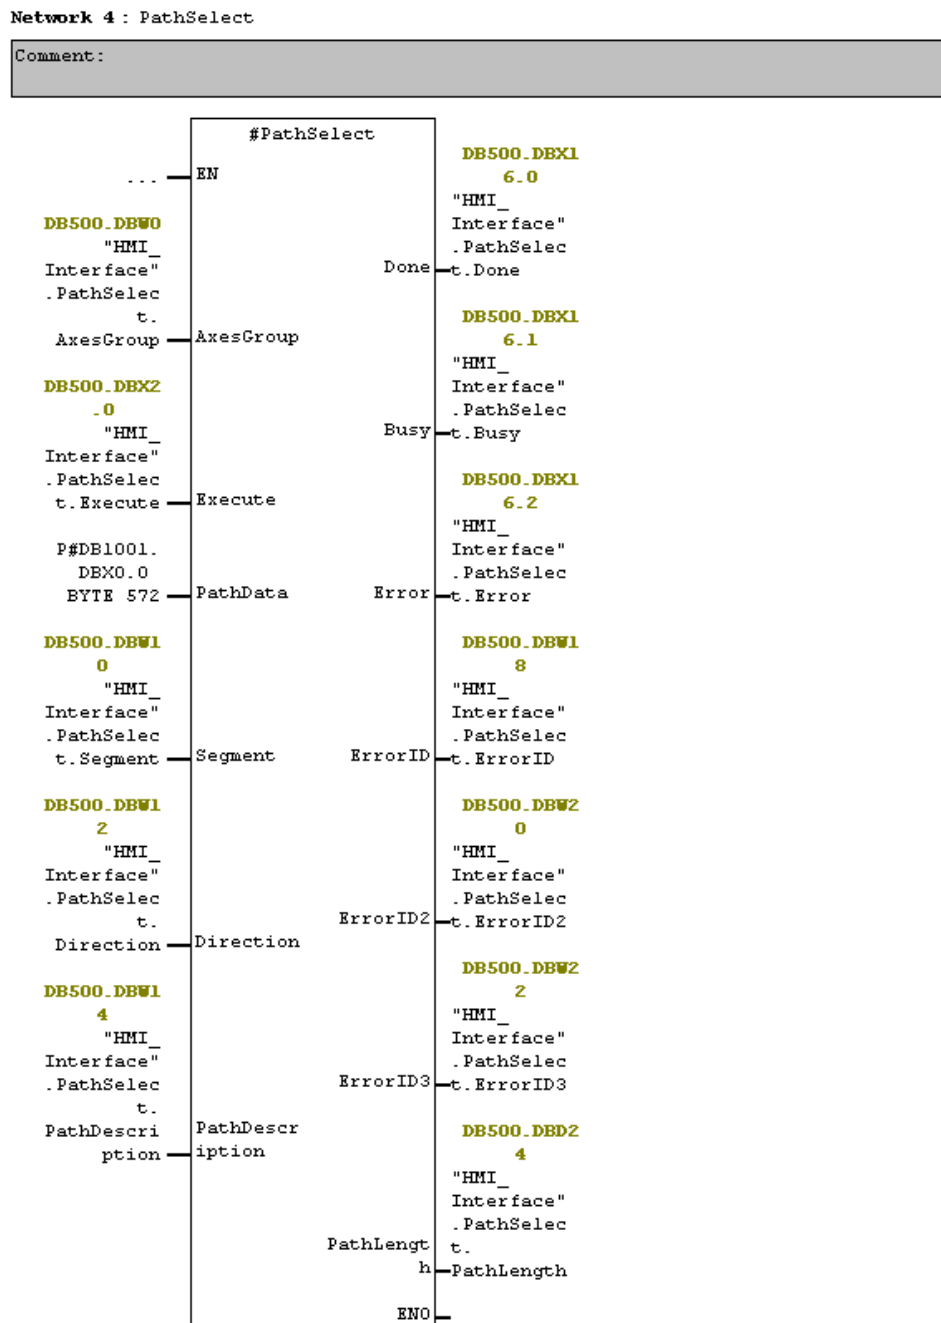 Network 4 : PathSelect
Comment:
#PathSelect
... EN
DB500.DBW0
"HMI_
Interface"
.PathSelec
t.
AxesGroup
AxesGroup
DB500.DBX2
.0
"HMI_
Interface"
.PathSelec
t.Execute
Execute
P#DB1001.
DBX0.0
BYTE 572
PathData
DB500.DBW1
0
"HMI_
Interface"
.PathSelec
t.Segment
Segment
DB500.DBW1
2
"HMI_
Interface"
.PathSelec
t.
Direction
Direction
DB500.DBW1
4
"HMI_
Interface"
.PathSelec
t.
PathDescri
ption
PathDescr
iption
DB500.DBX1
6.0
"HMI_
Interface"
.PathSelec
t.Done
Done
DB500.DBX1
6.1
"HMI_
Interface"
.PathSelec
t.Busy
Busy
DB500.DBX1
6.2
"HMI_
Interface"
.PathSelec
t.Error
Error
DB500.DBW1
8
"HMI_
Interface"
.PathSelec
t.ErrorID
ErrorID
DB500.DBW2
0
"HMI_
Interface"
.PathSelec
t.ErrorID2
ErrorID2
DB500.DBW2
2
"HMI_
Interface"
.PathSelec
t.ErrorID3
ErrorID3
DB500.DBD2
4
"HMI_
Interface"
.PathSelec
t.
PathLength
PathLengt
h
ENO